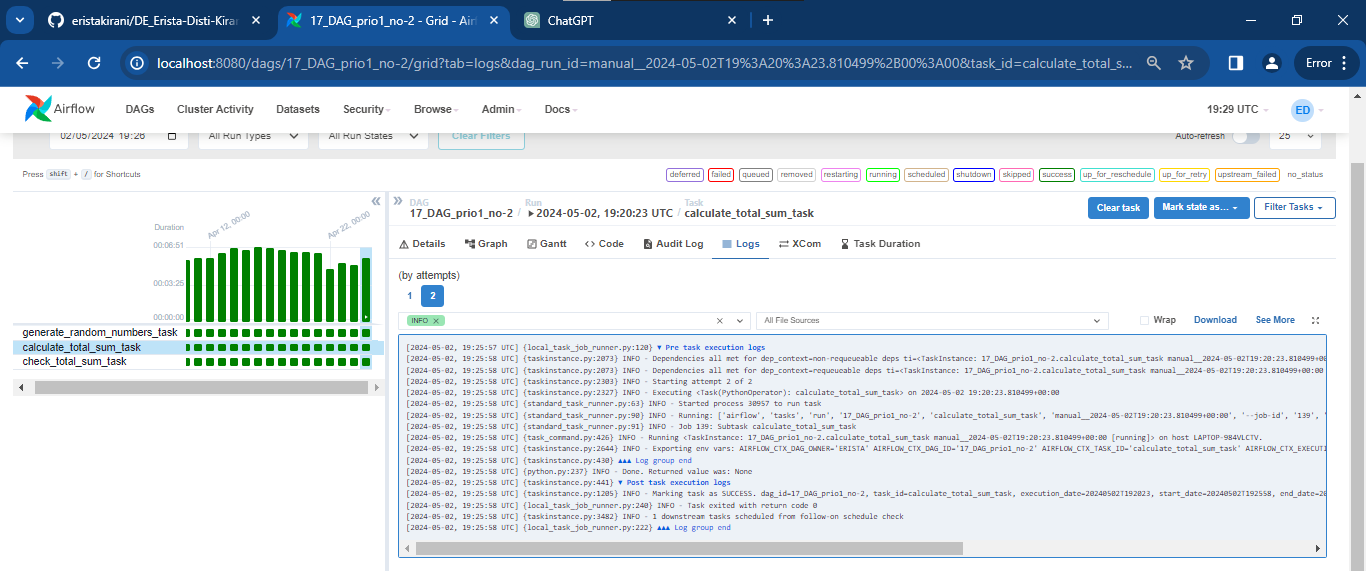 eristakirani/DE_Erista-Disti-Kiran
17_DAG_prio1_no-2 - Grid - Airf
ChatGPT
localhost:8080/dags/17_DAG_prio1_no-2/grid?tab=logs&dag_run_id=manual__2024-05-02T19%3A20%3A23.810499%2B00%3A00&task_id=calculate_total_sum_t...
Error
Airflow
DAGs
Cluster Activity
Datasets
Security
Browse
Admin
Docs
19:29 UTC
ED
02/05/2024 19:26
All Run Types
All Run States
Clear Filters
Auto-refresh
25
Press shift + / for Shortcuts
deferred
failed
queued
removed
restarting
running
scheduled
shutdown
skipped
success
up_for_reschedule
up_for_retry
upstream_failed
no_status
DAG
17_DAG_prio1_no-2 /
Run
2024-05-02, 19:20:23 UTC /
Task
calculate_total_sum_task
Clear task
Mark state as…
Filter Tasks
Duration
Apr 12, 00:00
Apr 22, 00:00
00:06:51
00:03:25
00:00:00
generate_random_numbers_task
calculate_total_sum_task
check_total_sum_task
Details
Graph
Gantt
Code
Audit Log
Logs
XCom
Task Duration
(by attempts)
1
2
INFO
All File Sources
Wrap
Download
See More
[2024-05-02, 19:25:57 UTC] {local_task_job_runner.py:120} ▼ Pre task execution logs
[2024-05-02, 19:25:58 UTC] {taskinstance.py:2073} INFO - Dependencies all met for dep_context=non-requeueable deps ti=<TaskInstance: 17_DAG_prio1_no-2.calculate_total_sum_task manual__2024-05-02T19:20:23.810499+00
[2024-05-02, 19:25:58 UTC] {taskinstance.py:2073} INFO - Dependencies all met for dep_context=requeueable deps ti=<TaskInstance: 17_DAG_prio1_no-2.calculate_total_sum_task manual__2024-05-02T19:20:23.810499+00:00
[2024-05-02, 19:25:58 UTC] {taskinstance.py:2303} INFO - Starting attempt 2 of 2
[2024-05-02, 19:25:58 UTC] {taskinstance.py:2327} INFO - Executing <Task(PythonOperator): calculate_total_sum_task> on 2024-05-02 19:20:23.810499+00:00
[2024-05-02, 19:25:58 UTC] {standard_task_runner.py:63} INFO - Started process 30957 to run task
[2024-05-02, 19:25:58 UTC] {standard_task_runner.py:90} INFO - Running: ['airflow', 'tasks', 'run', '17_DAG_prio1_no-2', 'calculate_total_sum_task', 'manual__2024-05-02T19:20:23.810499+00:00', '--job-id', '139', '
[2024-05-02, 19:25:58 UTC] {standard_task_runner.py:91} INFO - Job 139: Subtask calculate_total_sum_task
[2024-05-02, 19:25:58 UTC] {task_command.py:426} INFO - Running <TaskInstance: 17_DAG_prio1_no-2.calculate_total_sum_task manual__2024-05-02T19:20:23.810499+00:00 [running]> on host LAPTOP-984VLCTV.
[2024-05-02, 19:25:58 UTC] {taskinstance.py:2644} INFO - Exporting env vars: AIRFLOW_CTX_DAG_OWNER='ERISTA' AIRFLOW_CTX_DAG_ID='17_DAG_prio1_no-2' AIRFLOW_CTX_TASK_ID='calculate_total_sum_task' AIRFLOW_CTX_EXECUTI
[2024-05-02, 19:25:58 UTC] {taskinstance.py:430} ▲▲▲ Log group end
[2024-05-02, 19:25:58 UTC] {python.py:237} INFO - Done. Returned value was: None
[2024-05-02, 19:25:58 UTC] {taskinstance.py:441} ▼ Post task execution logs
[2024-05-02, 19:25:58 UTC] {taskinstance.py:1205} INFO - Marking task as SUCCESS. dag_id=17_DAG_prio1_no-2, task_id=calculate_total_sum_task, execution_date=20240502T192023, start_date=20240502T192558, end_date=20
[2024-05-02, 19:25:58 UTC] {local_task_job_runner.py:240} INFO - Task exited with return code 0
[2024-05-02, 19:25:58 UTC] {taskinstance.py:3482} INFO - 1 downstream tasks scheduled from follow-on schedule check
[2024-05-02, 19:25:58 UTC] {local_task_job_runner.py:222} ▲▲▲ Log group end